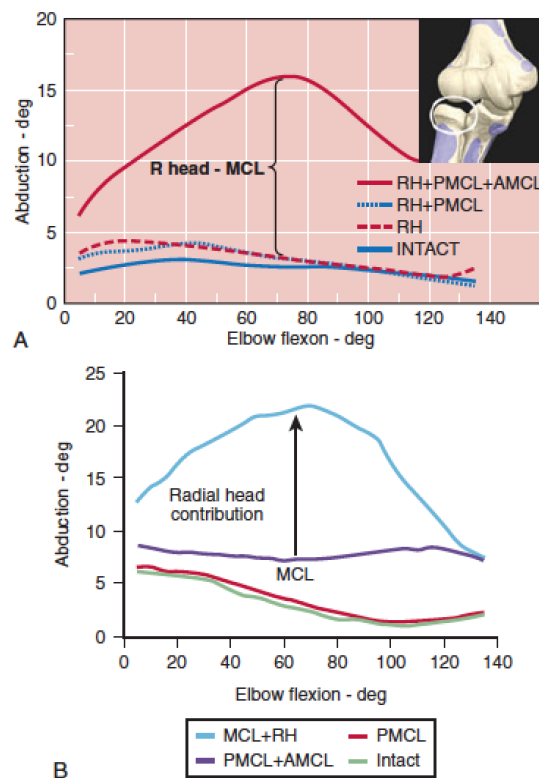 20
15
10
5
0
Abduction - deg
R head - MCL
RH+PMCL+AMCL
RH+PMCL
RH
INTACT
0 20 40 60 80 100 120 140
Elbow flexon - deg
A
25
20
15
10
5
0
Abduction - deg
Radial head
contribution
MCL
0 20 40 60 80 100 120 140
Elbow flexion - deg
MCL+RH PMCL
PMCL+AMCL Intact
B